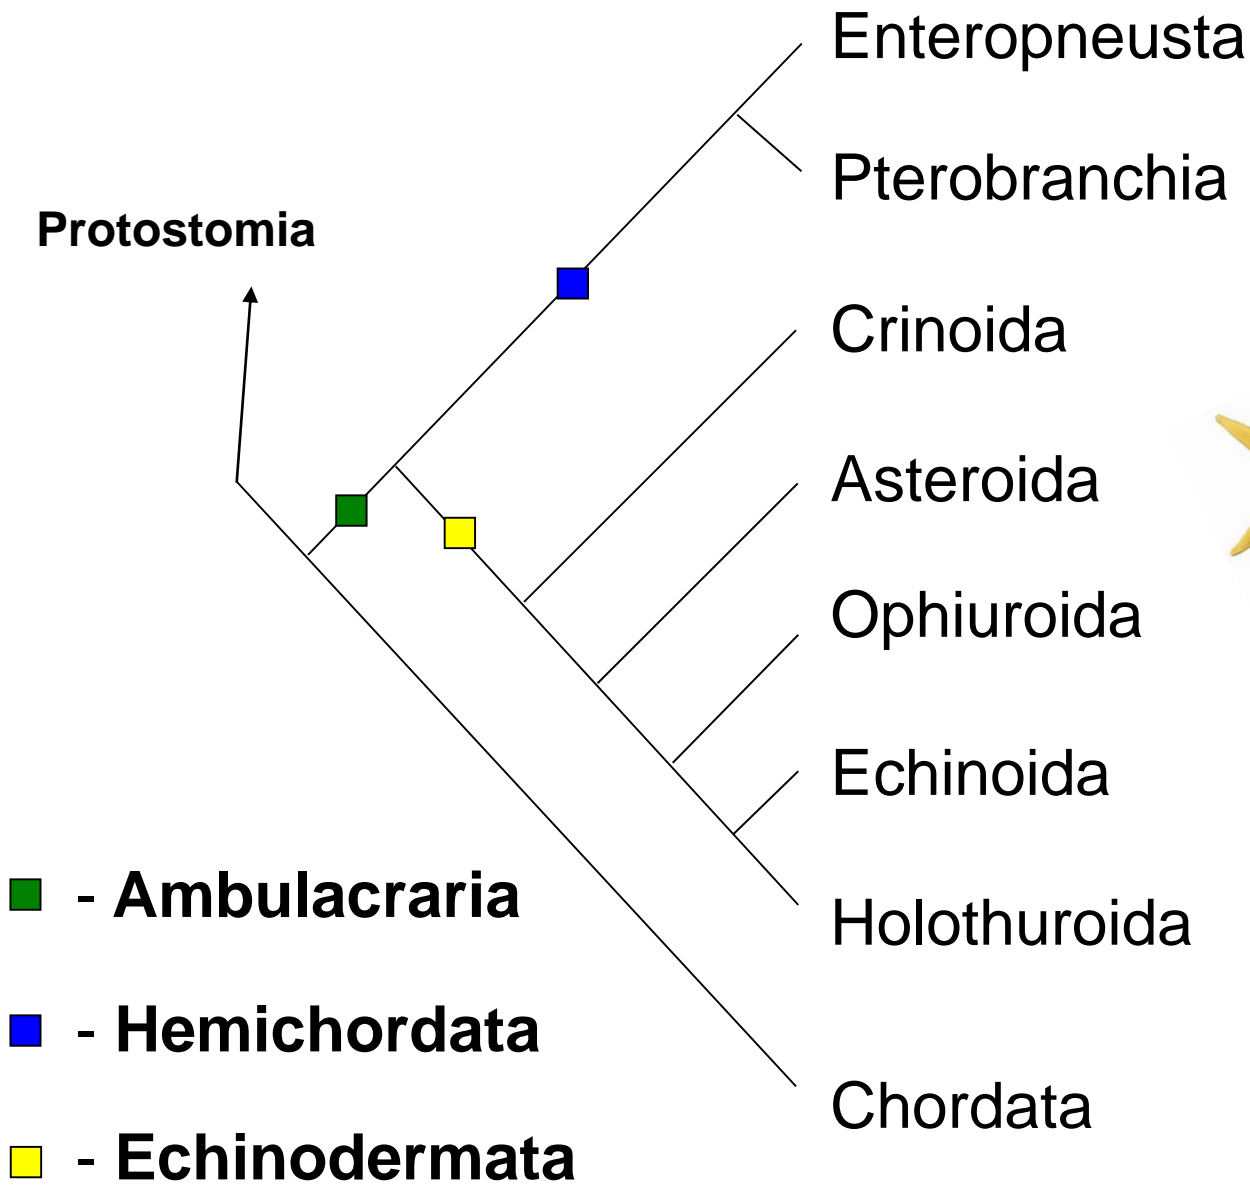 Enteropneusta
Pterobranchia
Protostomia
Crinoida
Asteroida
Ophiuroida
Echinoida
- Ambulacraria
Holothuroida
- Hemichordata
Chordata
- Echinodermata